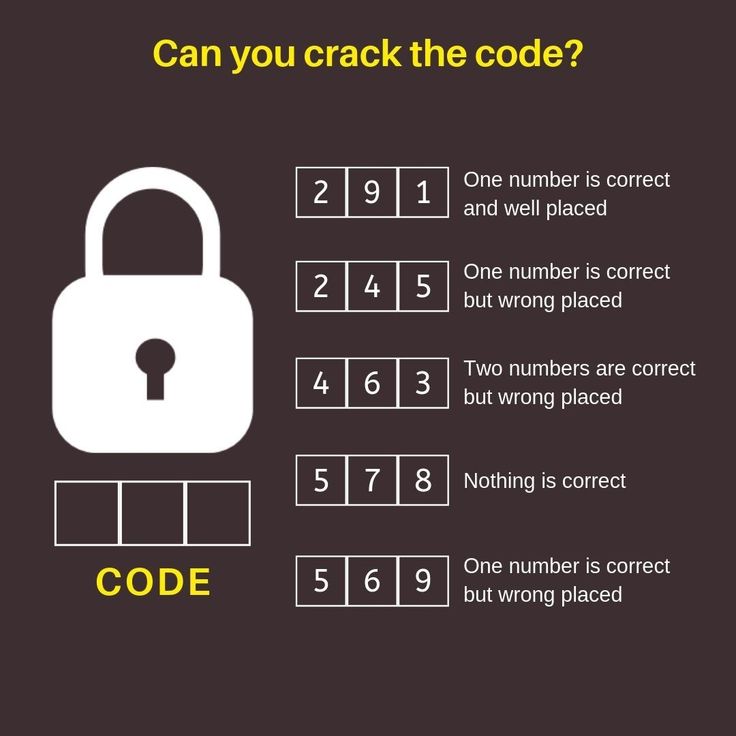 Can you crack the code?
2 9 1 One number is correct
and well placed
2 4 5 One number is correct
but wrong placed
4 6 3 Two numbers are correct
but wrong placed
5 7 8 Nothing is correct
5 6 9 One number is correct
but wrong placed
CODE